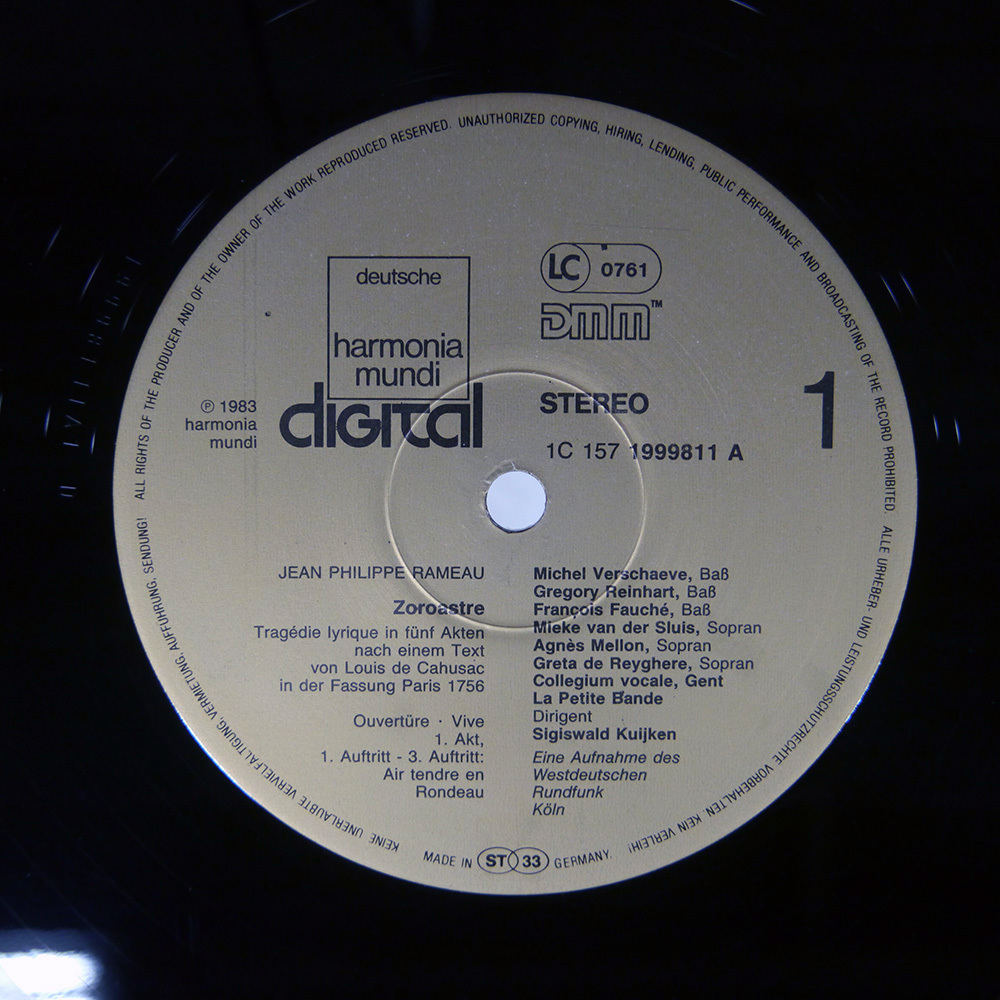 ALL RIGHTS OF THE PRODUCER AND OF THE OWNER OF THE WORK REPRODUCED RESERVED. UNAUTHORIZED COPYING, HIRING, LENDING, PUBLIC PERFORMANCE AND BROADCASTING OF THE RECORD PROHIBITED.
ALLE URHEBER- UND LEISTUNGSSCHUTZRECHTE VORBEHALTEN. KEIN VERLEIH!
KEINE UNERLAUBTE VERVIELFÄLTIGUNG, VERMIETUNG, AUFFÜHRUNG, SENDUNG!
deutsche
harmonia
mundi
digital
℗ 1983
harmonia
mundi
LC 0761
DMM™
STEREO
1C 157 1999811 A
1
JEAN PHILIPPE RAMEAU
Zoroastre
Tragédie lyrique in fünf Akten
nach einem Text
von Louis de Cahusac
in der Fassung Paris 1756
Ouvertüre · Vive
1. Akt,
1. Auftritt - 3. Auftritt:
Air tendre en
Rondeau
Michel Verschaeve, Baß
Gregory Reinhart, Baß
François Fauché, Baß
Mieke van der Sluis, Sopran
Agnès Mellon, Sopran
Greta de Reyghere, Sopran
Collegium vocale, Gent
La Petite Bande
Dirigent
Sigiswald Kuijken
Eine Aufnahme des
Westdeutschen
Rundfunk
Köln
MADE IN ST 33 GERMANY.